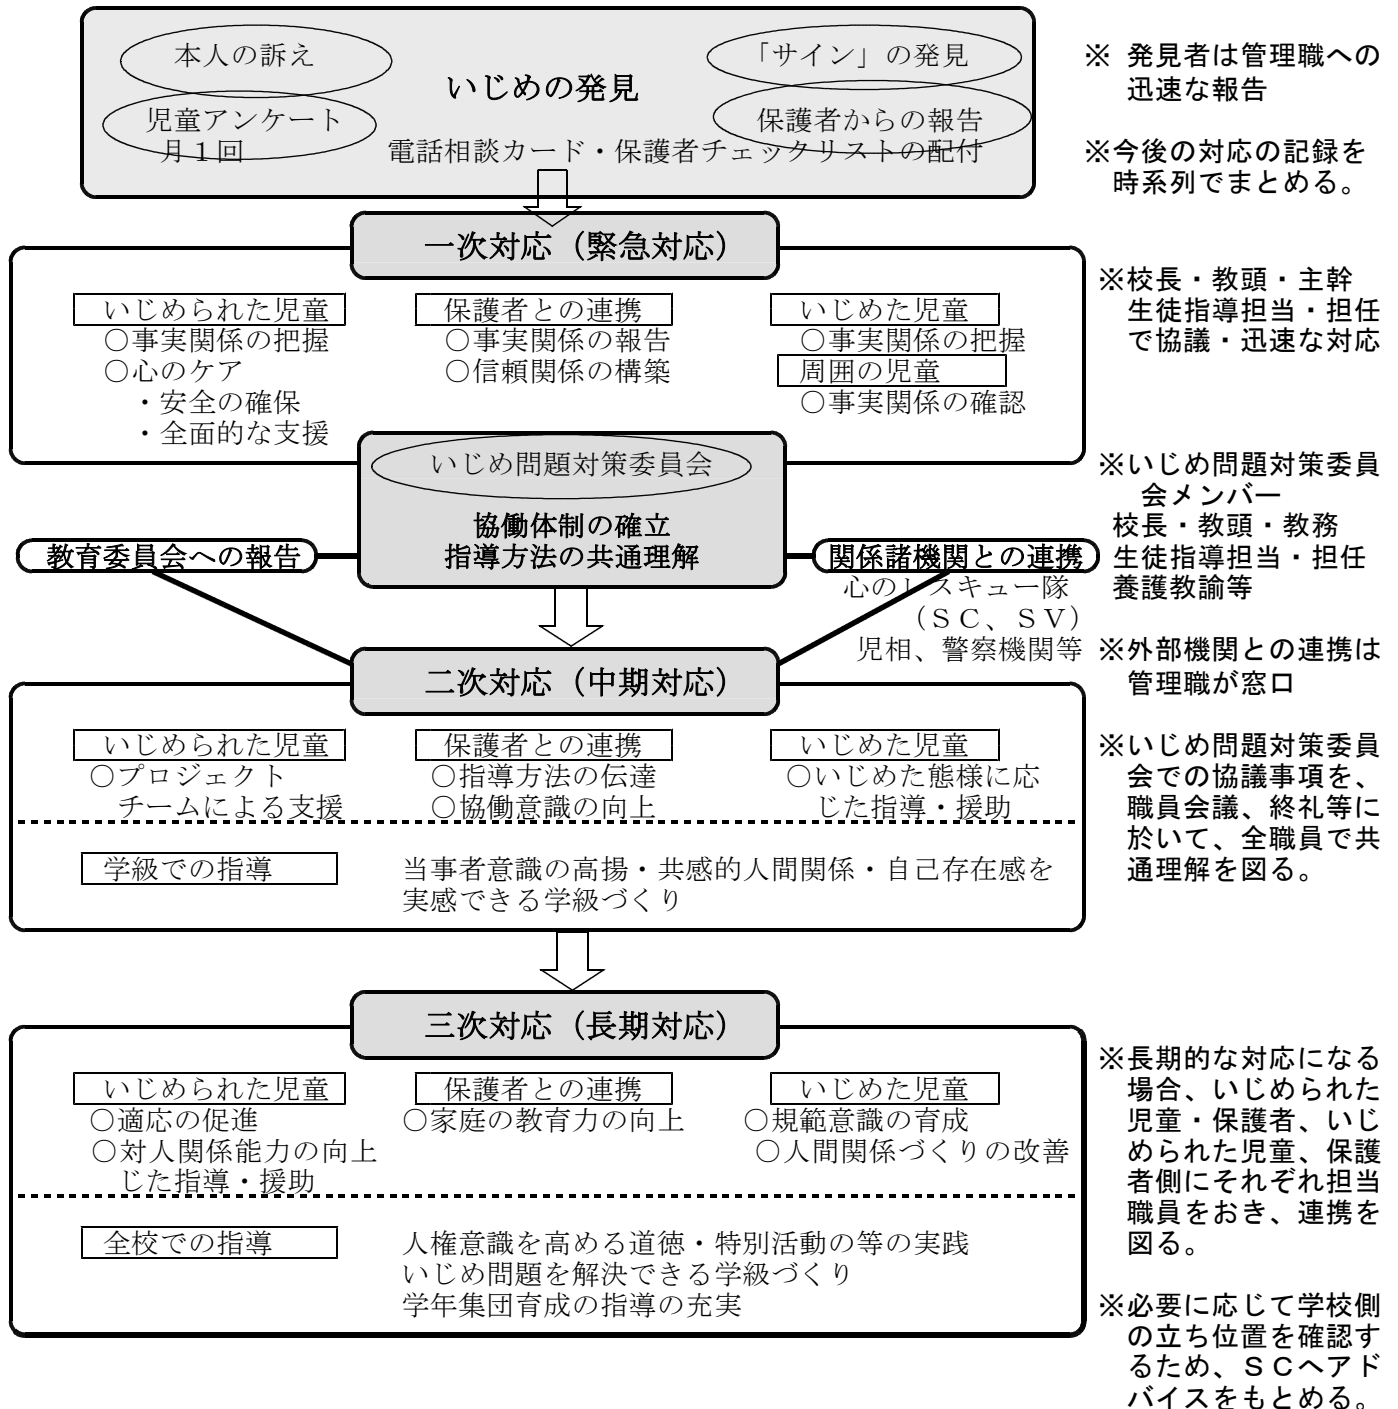 本人の訴え
「サイン」の発見
いじめの発見
児童アンケート
月１回
保護者からの報告
電話相談カード・保護者チェックリストの配付
※ 発見者は管理職への
迅速な報告
※今後の対応の記録を
時系列でまとめる。
一次対応（緊急対応）
いじめられた児童
○事実関係の把握
○心のケア
・安全の確保
・全面的な支援
保護者との連携
○事実関係の報告
○信頼関係の構築
いじめた児童
○事実関係の把握
周囲の児童
○事実関係の確認
※校長・教頭・主幹
生徒指導担当・担任
で協議・迅速な対応
いじめ問題対策委員会
協働体制の確立
指導方法の共通理解
教育委員会への報告
関係諸機関との連携
心のレスキュー隊
（ＳＣ、ＳＶ）
児相、警察機関等
※いじめ問題対策委員
会メンバー
校長・教頭・教務
生徒指導担当・担任
養護教諭等
※外部機関との連携は
管理職が窓口
二次対応（中期対応）
いじめられた児童
○プロジェクト
チームによる支援
保護者との連携
○指導方法の伝達
○協働意識の向上
いじめた児童
○いじめた態様に応
じた指導・援助
学級での指導
当事者意識の高揚・共感的人間関係・自己存在感を
実感できる学級づくり
※いじめ問題対策委員
会での協議事項を、
職員会議、終礼等に
於いて、全職員で共
通理解を図る。
三次対応（長期対応）
いじめられた児童
○適応の促進
○対人関係能力の向上
じた指導・援助
保護者との連携
○家庭の教育力の向上
いじめた児童
○規範意識の育成
○人間関係づくりの改善
全校での指導
人権意識を高める道徳・特別活動の等の実践
いじめ問題を解決できる学級づくり
学年集団育成の指導の充実
※長期的な対応になる
場合、いじめられた
児童・保護者、いじ
められた児童、保護
者側にそれぞれ担当
職員をおき、連携を
図る。
※必要に応じて学校側
の立ち位置を確認す
るため、ＳＣへアド
バイスをもとめる。